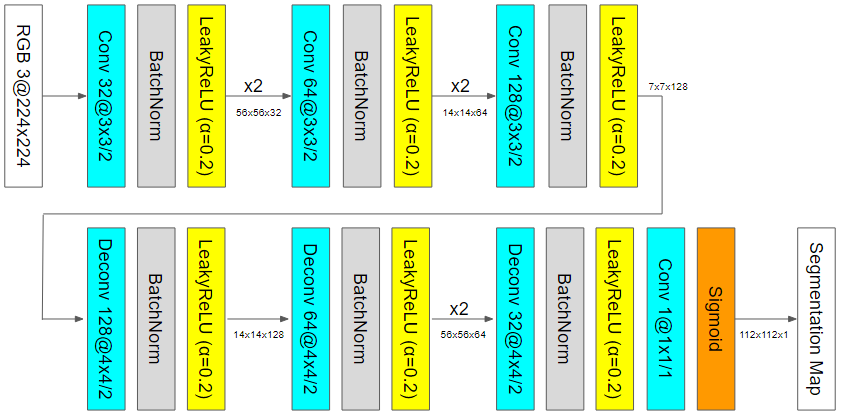 RGB 3@224x224
Conv 32@3x3/2
BatchNorm
LeakyReLU (α=0.2)
x2
56x56x32
Conv 64@3x3/2
BatchNorm
LeakyReLU (α=0.2)
x2
14x14x64
Conv 128@3x3/2
BatchNorm
LeakyReLU (α=0.2)
7x7x128
Deconv 128@4x4/2
BatchNorm
LeakyReLU (α=0.2)
14x14x128
Deconv 64@4x4/2
BatchNorm
LeakyReLU (α=0.2)
x2
56x56x64
Deconv 32@4x4/2
BatchNorm
LeakyReLU (α=0.2)
Conv 1@1x1/1
Sigmoid
112x112x1
Segmentation Map